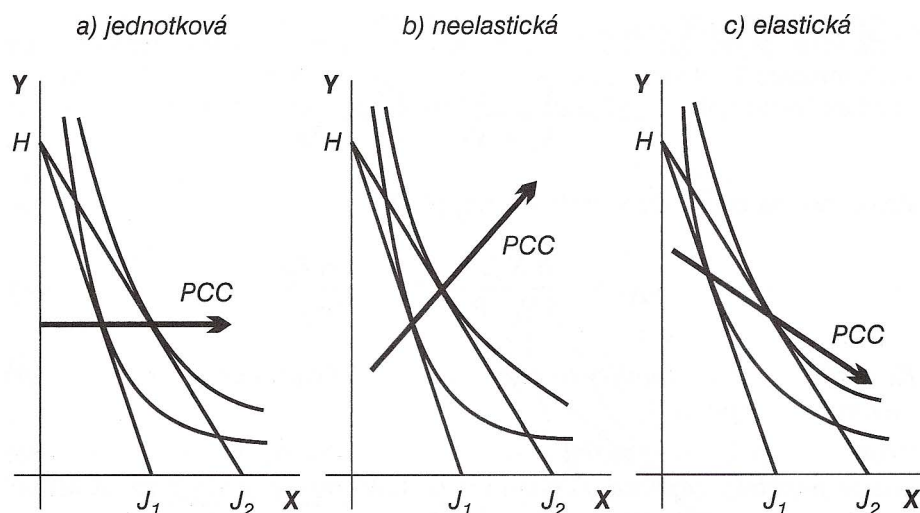 a) jednotková
b) neelastická
c) elastická
Y
H
PCC
J1
J2
X
Y
H
PCC
J1
J2
X
Y
H
PCC
J1
J2
X